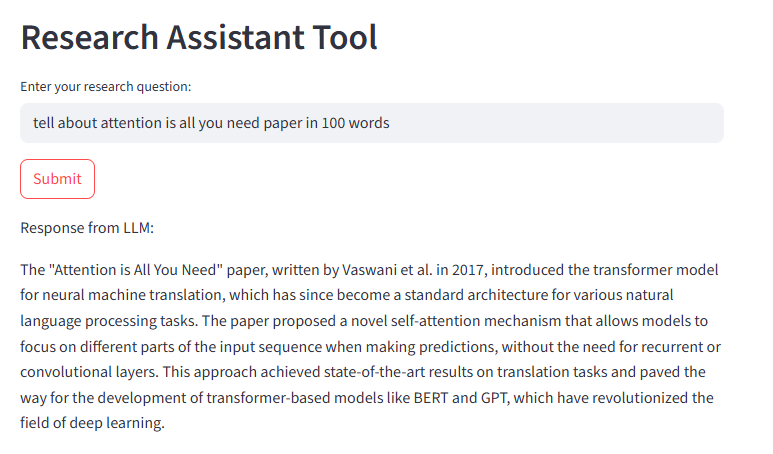 Research Assistant Tool
Enter your research question:
tell about attention is all you need paper in 100 words
Submit
Response from LLM:
The "Attention is All You Need" paper, written by Vaswani et al. in 2017, introduced the transformer model
for neural machine translation, which has since become a standard architecture for various natural
language processing tasks. The paper proposed a novel self-attention mechanism that allows models to
focus on different parts of the input sequence when making predictions, without the need for recurrent or
convolutional layers. This approach achieved state-of-the-art results on translation tasks and paved the
way for the development of transformer-based models like BERT and GPT, which have revolutionized the
field of deep learning.